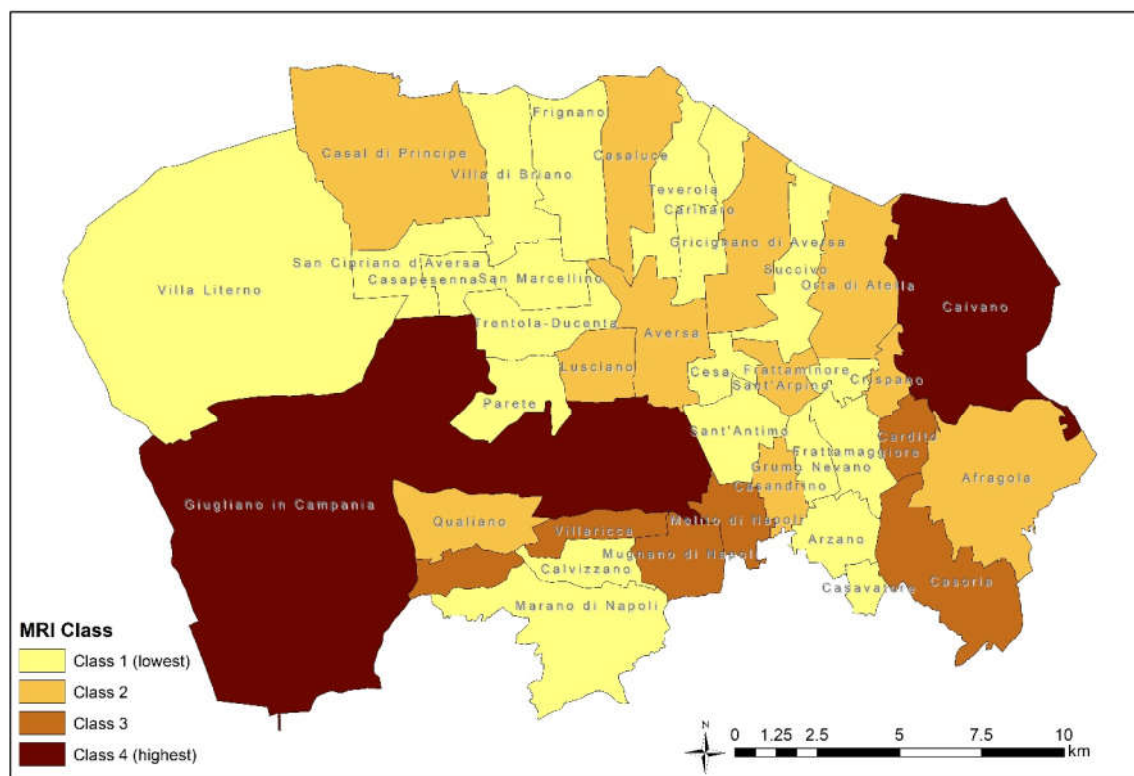 Frignano
Casal di Principe
Casaluce
Villa di Briano
Teverola
Carinaro
Gricignano di Aversa
San Cipriano d'Aversa
Succivo
Casapesenna
San Marcellino
Orta di Atella
Villa Literno
Caivano
Trentola-Ducenta
Aversa
Lusciano
Cesa
Frattaminore
Crispano
Sant'Arpino
Parete
Sant'Antimo
Cardito
Frattamaggiore
Grumo Nevano
Afragola
Casandrino
Giugliano in Campania
Qualiano
Melito di Napoli
Villaricca
Arzano
Mugnano di Napoli
Calvizzano
Casoria
Casavatore
Marano di Napoli
MRI Class
Class 1 (lowest)
Class 2
Class 3
Class 4 (highest)
N
0 1.25 2.5 5 7.5 10
km